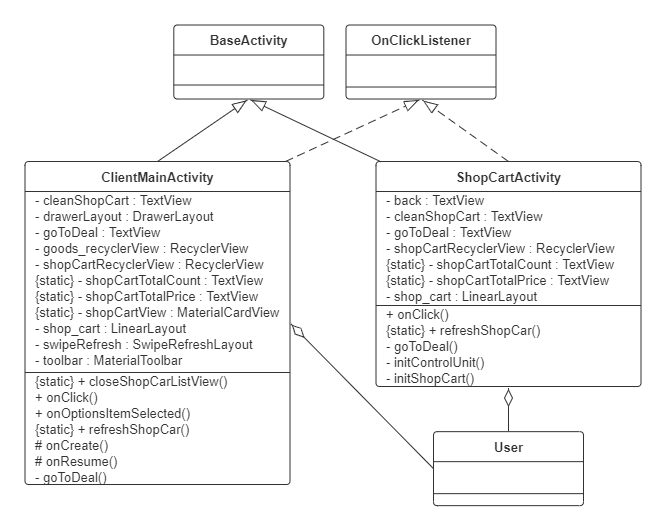 BaseActivity
OnClickListener
ClientMainActivity
- cleanShopCart : TextView
- drawerLayout : DrawerLayout
- goToDeal : TextView
- goods_recyclerView : RecyclerView
- shopCartRecyclerView : RecyclerView
{static} - shopCartTotalCount : TextView
{static} - shopCartTotalPrice : TextView
{static} - shopCartView : MaterialCardView
- shop_cart : LinearLayout
- swipeRefresh : SwipeRefreshLayout
- toolbar : MaterialToolbar
{static} + closeShopCarListView()
+ onClick()
+ onOptionsItemSelected()
{static} + refreshShopCar()
# onCreate()
# onResume()
- goToDeal()
ShopCartActivity
- back : TextView
- cleanShopCart : TextView
- goToDeal : TextView
- shopCartRecyclerView : RecyclerView
{static} - shopCartTotalCount : TextView
{static} - shopCartTotalPrice : TextView
- shop_cart : LinearLayout
+ onClick()
{static} + refreshShopCar()
- goToDeal()
- initControlUnit()
- initShopCart()
User